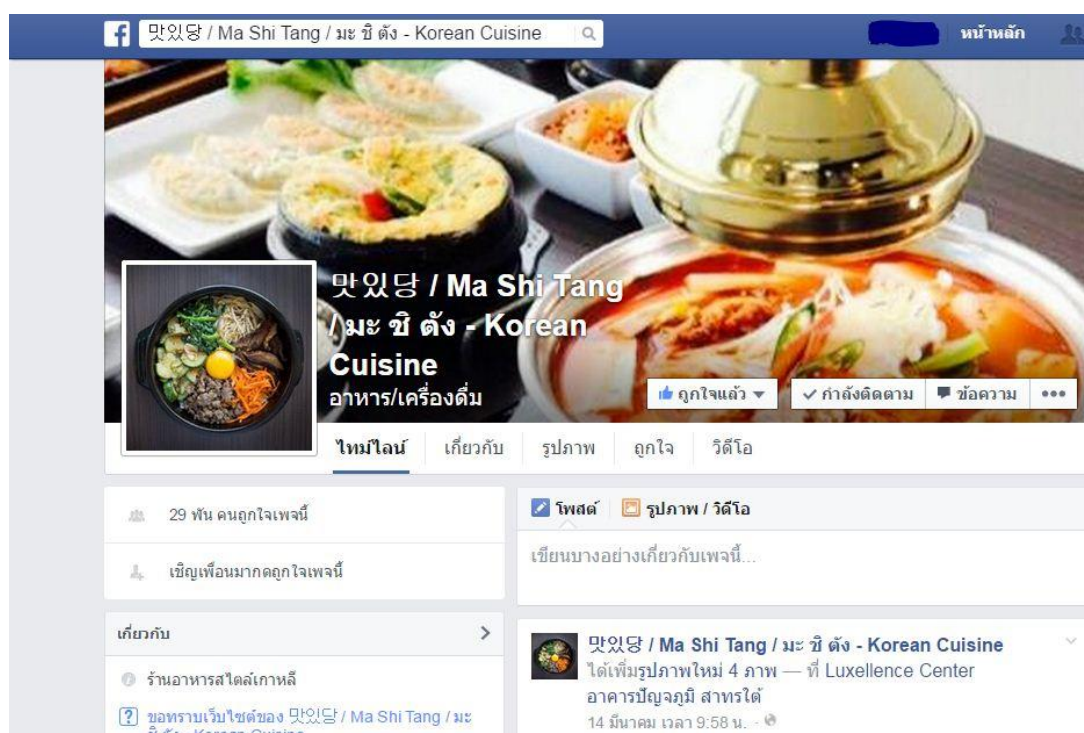 맛있당 / Ma Shi Tang / มะ ชิ ตัง - Korean Cuisine
หน้าหลัก
맛있당 / Ma Shi Tang
/ มะ ชิ ตัง - Korean
Cuisine
อาหาร/เครื่องดื่ม
ถูกใจแล้ว
กำลังติดตาม
ข้อความ
ไทม์ไลน์ เกี่ยวกับ รูปภาพ ถูกใจ วิดีโอ
29 พัน คนถูกใจเพจนี้
เชิญเพื่อนมากดถูกใจเพจนี้
เกี่ยวกับ
ร้านอาหารสไตล์เกาหลี
ขอทราบเว็บไซต์ของ 맛있당 / Ma Shi Tang / มะ
ชิ ตัง - Korean Cuisine
โพสต์ รูปภาพ / วิดีโอ
เขียนบางอย่างเกี่ยวกับเพจนี้...
맛있당 / Ma Shi Tang / มะ ชิ ตัง - Korean Cuisine
ได้เพิ่มรูปภาพใหม่ 4 ภาพ — ที่ Luxellence Center
อาคารปัญจภูมิ สาทรใต้
14 มีนาคม เวลา 9:58 น. ·